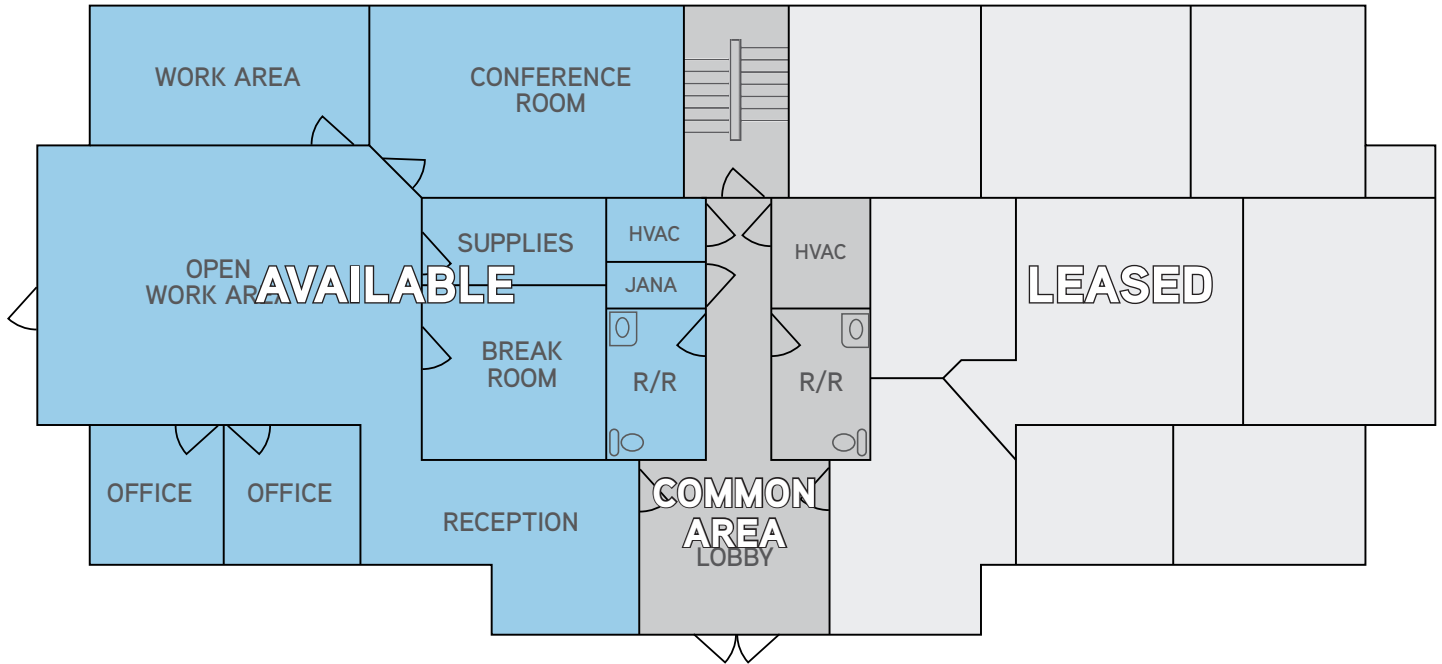 WORK AREA
CONFERENCE
ROOM
SUPPLIES
HVAC
HVAC
OPEN
WORK AREA
AVAILABLE
JANA
LEASED
BREAK
ROOM
R/R
R/R
OFFICE
OFFICE
RECEPTION
COMMON
AREA
LOBBY